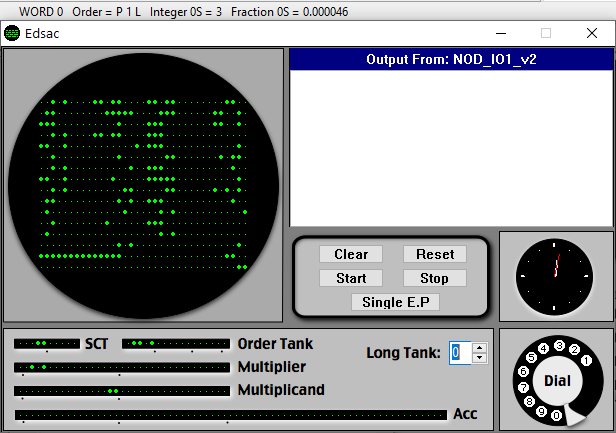 WORD 0 Order = P 1 L Integer 0S = 3 Fraction 0S = 0.000046
Edsac
Output From: NOD_IO1_v2
Clear Reset
Start Stop
Single E.P
SCT Order Tank
Long Tank: 0
Multiplier
Multiplicand
Acc
1
2
3
4
5
6
7
8
9
0
Dial